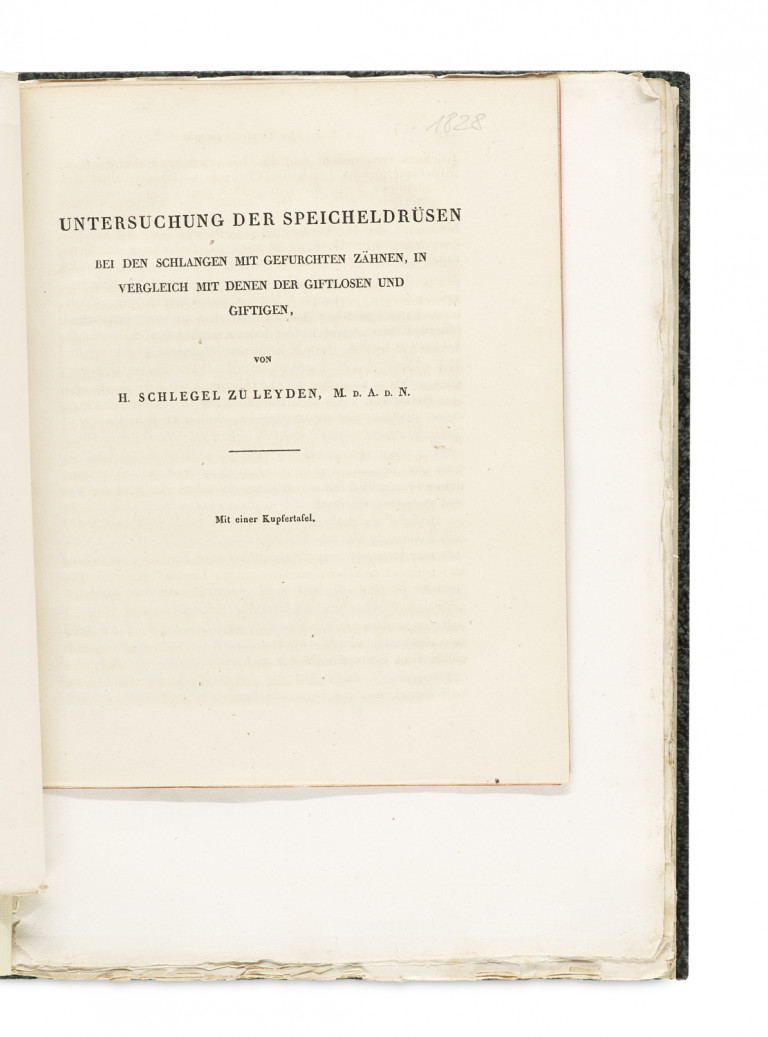 1828
UNTERSUCHUNG DER SPEICHELDRÜSEN
BEI DEN SCHLANGEN MIT GEFURCHTEN ZÄHNEN, IN
VERGLEICH MIT DENEN DER GIFTLOSEN UND
GIFTIGEN,
VON
H. SCHLEGEL ZU LEYDEN, M. D. A. D. N.
Mit einer Kupfertafel.